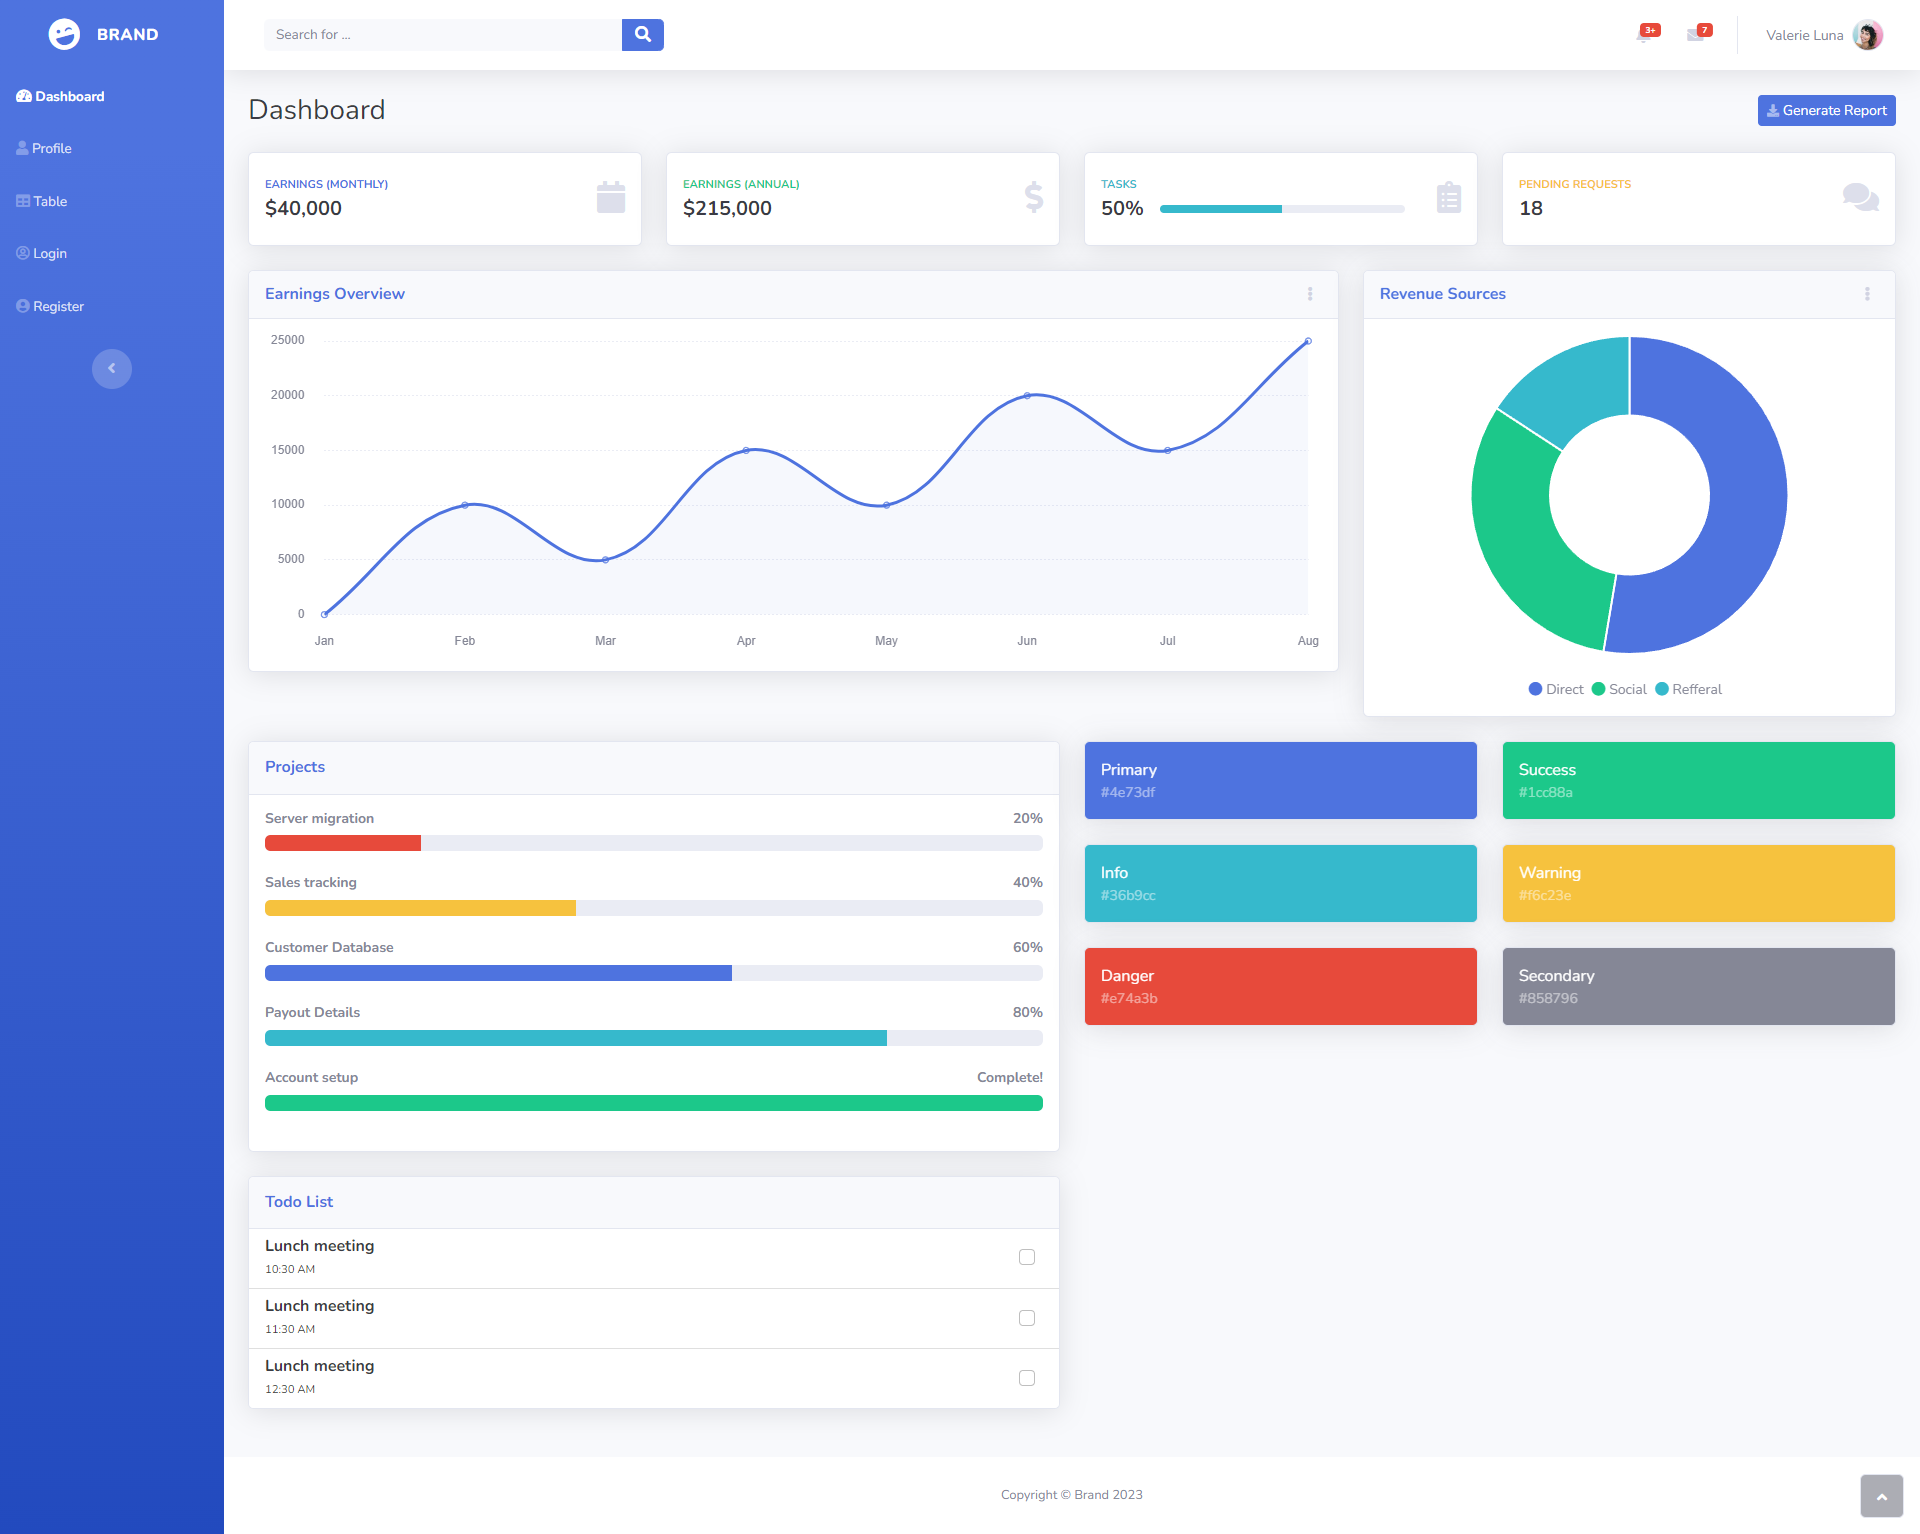 BRAND
Dashboard
Profile
Table
Login
Register
Search for ...
3+
7
Valerie Luna
Dashboard
Generate Report
EARNINGS (MONTHLY)
$40,000
EARNINGS (ANNUAL)
$215,000
TASKS
50%
PENDING REQUESTS
18
Earnings Overview
25000
20000
15000
10000
5000
0
Jan Feb Mar Apr May Jun Jul Aug
Revenue Sources
Direct Social Refferal
Projects
Server migration 20%
Sales tracking 40%
Customer Database 60%
Payout Details 80%
Account setup Complete!
Primary
#4e73df
Success
#1cc88a
Info
#36b9cc
Warning
#f6c23e
Danger
#e74a3b
Secondary
#858796
Todo List
Lunch meeting
10:30 AM
Lunch meeting
11:30 AM
Lunch meeting
12:30 AM
Copyright © Brand 2023